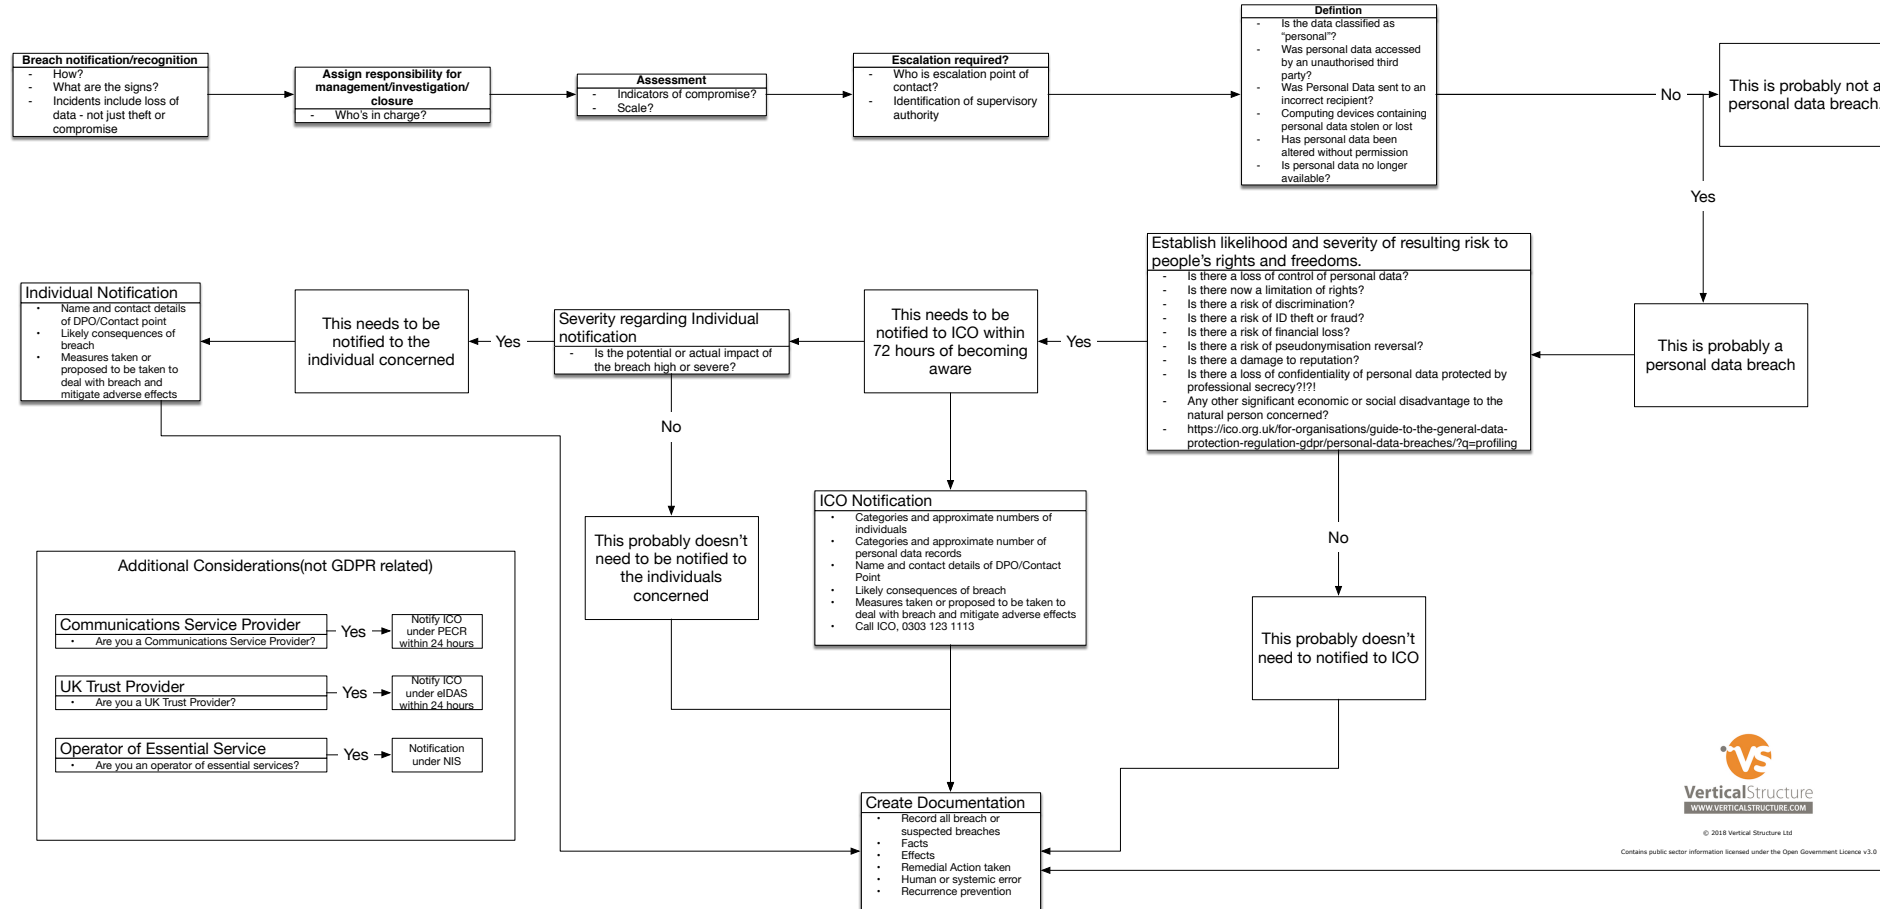 Breach notification/recognition
- How?
- What are the signs?
- Incidents include loss of
data - not just theft or
compromise
Assign responsibility for
management/investigation/
closure
- Who's in charge?
Assessment
- Indicators of compromise?
- Scale?
Escalation required?
- Who is escalation point of
contact?
- Identification of supervisory
authority
Defintion
- Is the data classified as
"personal"?
- Was personal data accessed
by an unauthorised third
party?
- Was Personal Data sent to an
incorrect recipient?
- Computing devices containing
personal data stolen or lost
- Has personal data been
altered without permission
- Is personal data no longer
available?
No
This is probably not a
personal data breach.
Yes
This is probably a
personal data breach
Establish likelihood and severity of resulting risk to
people's rights and freedoms.
- Is there a loss of control of personal data?
- Is there now a limitation of rights?
- Is there a risk of discrimination?
- Is there a risk of ID theft or fraud?
- Is there a risk of financial loss?
- Is there a risk of pseudonymisation reversal?
- Is there a damage to reputation?
- Is there a loss of confidentiality of personal data protected by
professional secrecy?!?!
- Any other significant economic or social disadvantage to the
natural person concerned?
- https://ico.org.uk/for-organisations/guide-to-the-general-data-
protection-regulation-gdpr/personal-data-breaches/?q=profiling
Yes
This needs to be
notified to ICO within
72 hours of becoming
aware
Severity regarding Individual
notification
- Is the potential or actual impact of
the breach high or severe?
Yes
This needs to be
notified to the
individual concerned
Individual Notification
• Name and contact details
of DPO/Contact point
• Likely consequences of
breach
• Measures taken or
proposed to be taken to
deal with breach and
mitigate adverse effects
No
This probably doesn't
need to be notified to
the individuals
concerned
ICO Notification
• Categories and approximate numbers of
individuals
• Categories and approximate number of
personal data records
• Name and contact details of DPO/Contact
Point
• Likely consequences of breach
• Measures taken or proposed to be taken to
deal with breach and mitigate adverse effects
• Call ICO, 0303 123 1113
No
This probably doesn't
need to notified to ICO
Additional Considerations(not GDPR related)
Communications Service Provider
• Are you a Communications Service Provider?
Yes
Notify ICO
under PECR
within 24 hours
UK Trust Provider
• Are you a UK Trust Provider?
Yes
Notify ICO
under eIDAS
within 24 hours
Operator of Essential Service
• Are you an operator of essential services?
Yes
Notification
under NIS
Create Documentation
• Record all breach or
suspected breaches
• Facts
• Effects
• Remedial Action taken
• Human or systemic error
• Recurrence prevention
VS
VerticalStructure
WWW.VERTICALSTRUCTURE.COM
© 2018 Vertical Structure Ltd
Contains public sector information licensed under the Open Government Licence v3.0